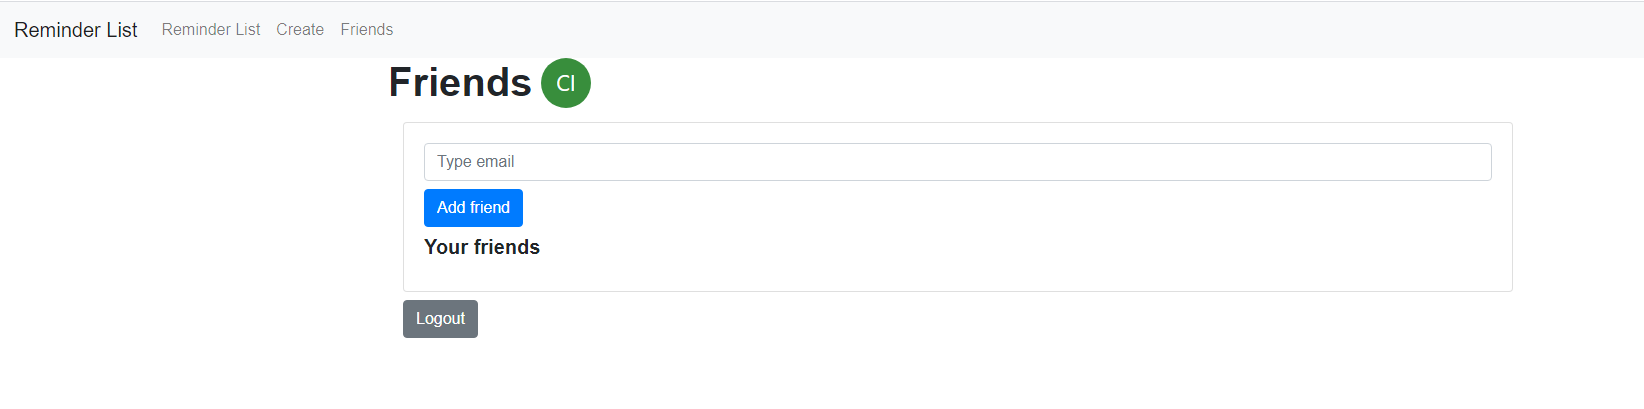 Reminder List Reminder List Create Friends
Friends CI
Type email
Add friend
Your friends
Logout